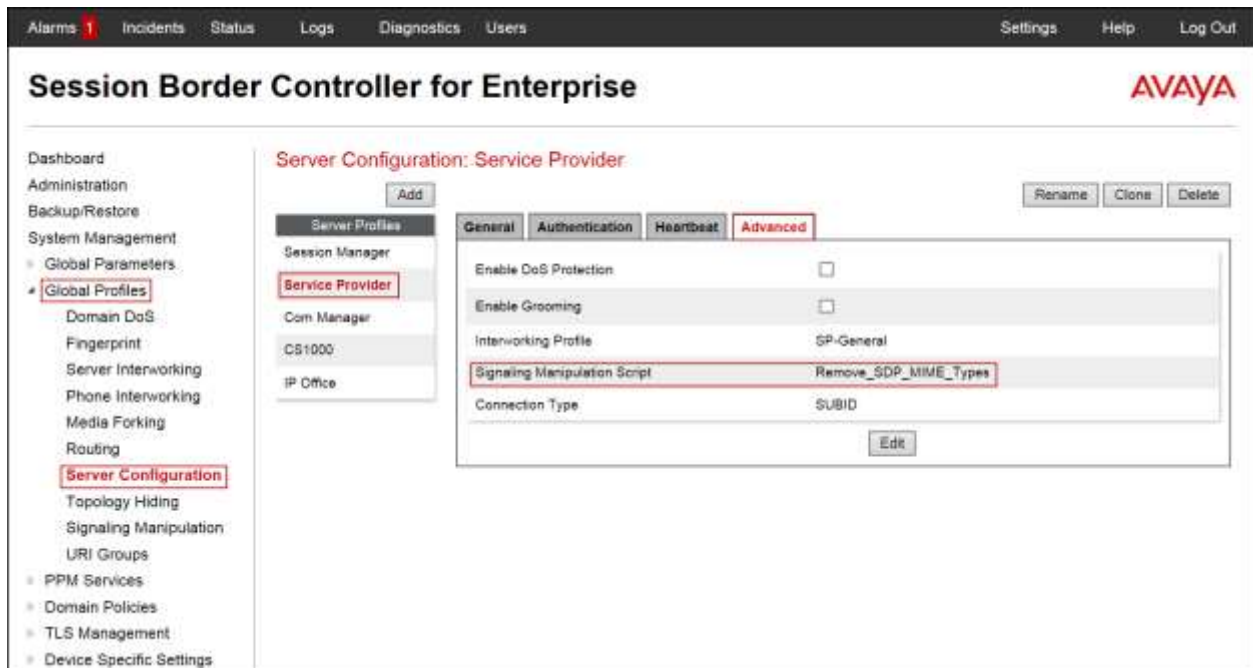 Alarms 1 Incidents Status Logs Diagnostics Users Settings Help Log Out
Session Border Controller for Enterprise
AVAYA
Dashboard
Administration
Backup/Restore
System Management
Global Parameters
Global Profiles
Domain DoS
Fingerprint
Server Interworking
Phone Interworking
Media Forking
Routing
Server Configuration
Topology Hiding
Signaling Manipulation
URI Groups
PPM Services
Domain Policies
TLS Management
Device Specific Settings
Server Configuration: Service Provider
Add
Rename Clone Delete
Server Profiles
Session Manager
Service Provider
Com Manager
CS1000
IP Office
General Authentication Heartbeat Advanced
Enable DoS Protection
Enable Grooming
Interworking Profile SP-General
Signaling Manipulation Script Remove_SDP_MIME_Types
Connection Type SUBID
Edit